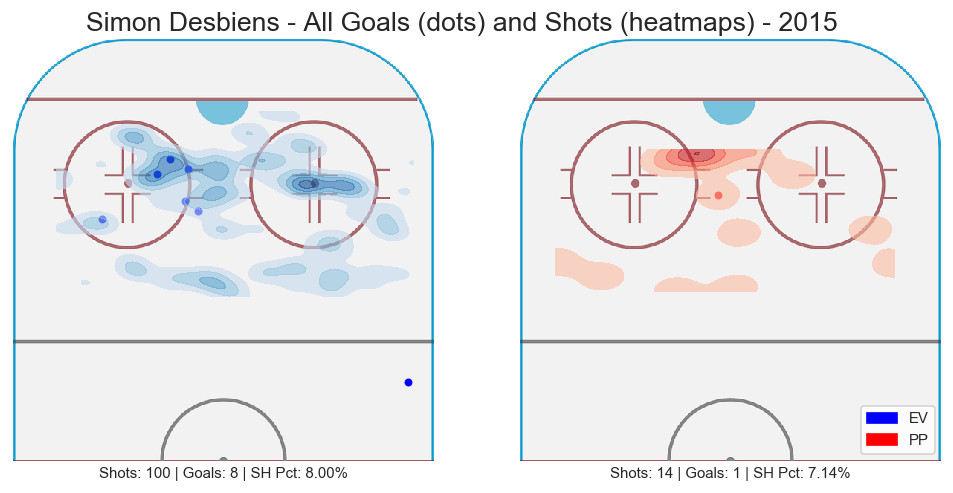 Simon Desbiens - All Goals (dots) and Shots (heatmaps) - 2015
EV
PP
Shots: 100 | Goals: 8 | SH Pct: 8.00%
Shots: 14 | Goals: 1 | SH Pct: 7.14%